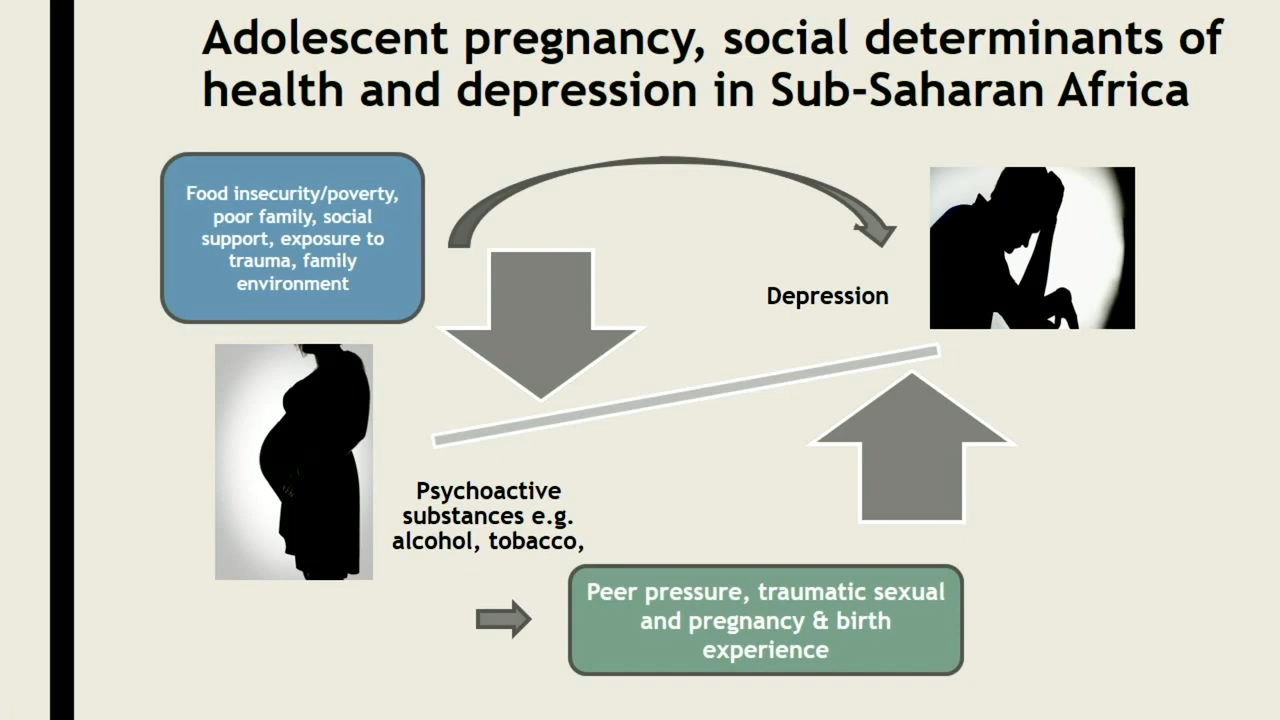 Adolescent pregnancy, social determinants of
health and depression in Sub-Saharan Africa
Food insecurity/poverty,
poor family, social
support, exposure to
trauma, family
environment
Depression
Psychoactive
substances e.g.
alcohol, tobacco,
Peer pressure, traumatic sexual
and pregnancy & birth
experience